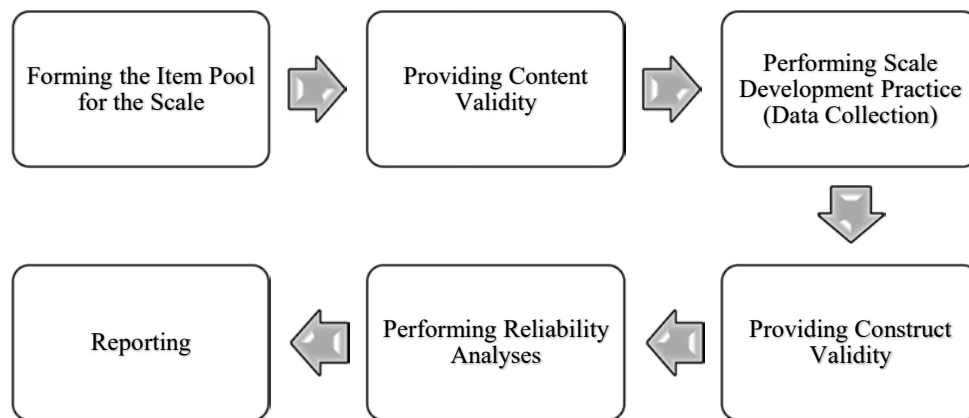 Forming the Item Pool
for the Scale
Providing Content
Validity
Performing Scale
Development Practice
(Data Collection)
Providing Construct
Validity
Performing Reliability
Analyses
Reporting